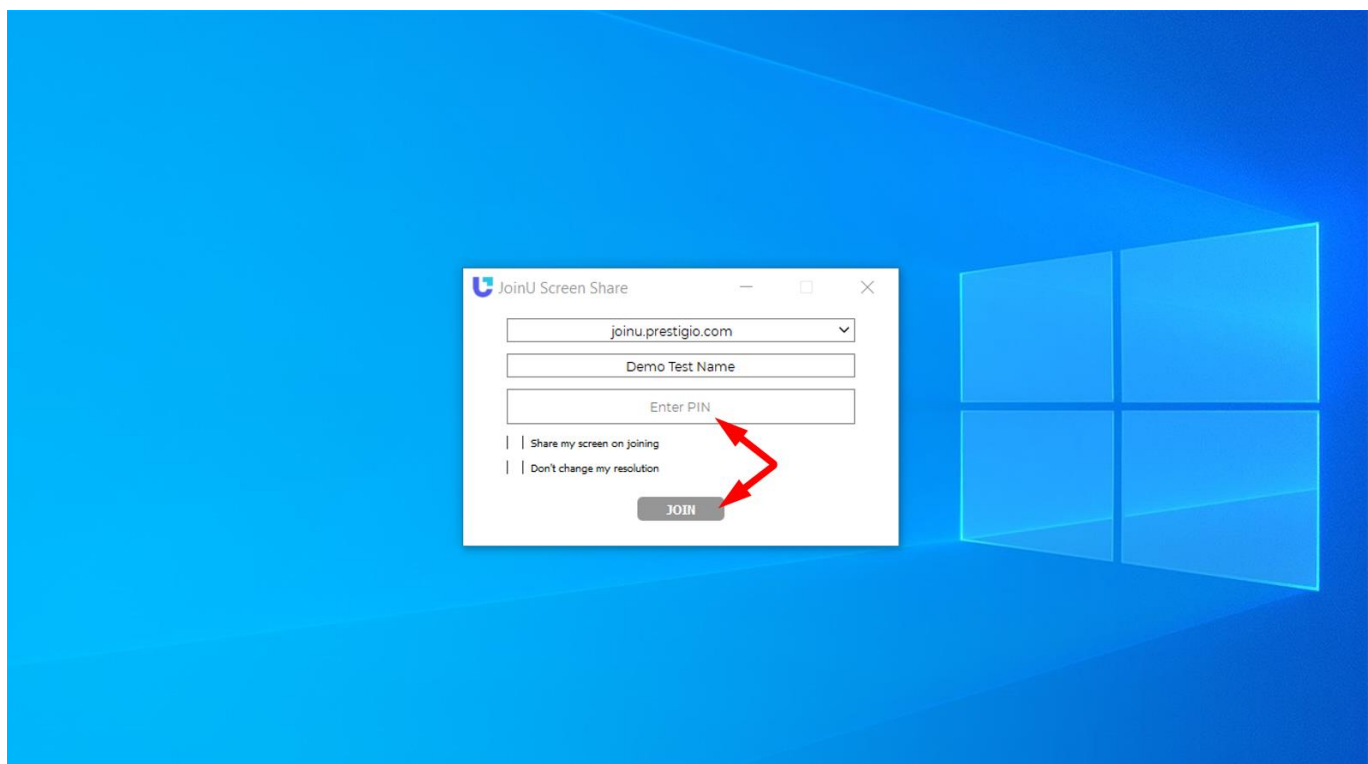 JoinU Screen Share
joinu.prestigio.com
Demo Test Name
Enter PIN
Share my screen on joining
Don't change my resolution
JOIN